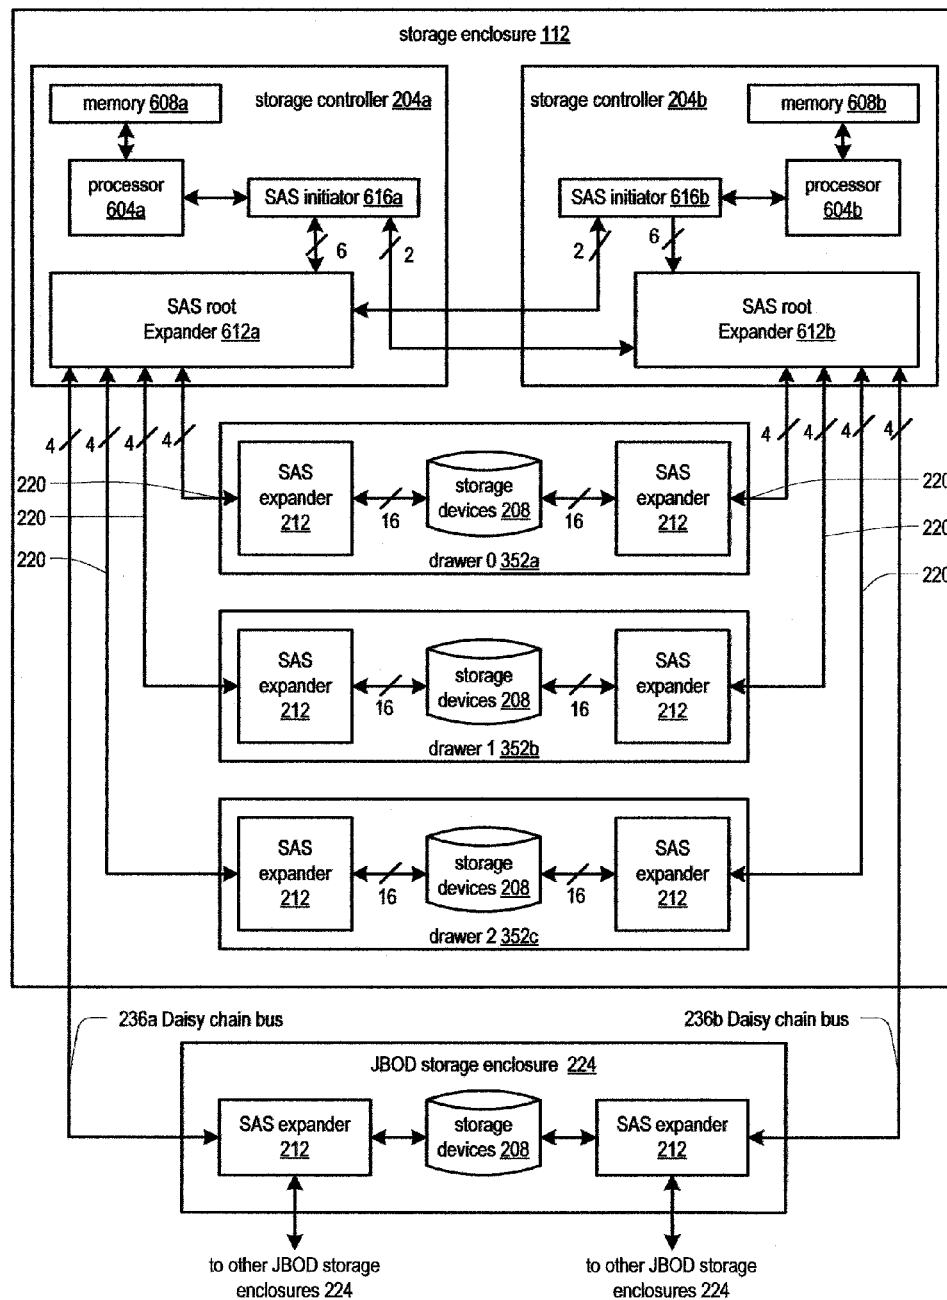 storage enclosure 112
storage controller 204a
memory 608a
processor
604a
SAS initiator 616a
6
2
SAS root
Expander 612a
storage controller 204b
memory 608b
processor
604b
SAS initiator 616b
2
6
SAS root
Expander 612b
4
4
4
4
4
4
4
4
220
220
220
220
220
220
SAS
expander
212
16
storage
devices 208
16
SAS
expander
212
drawer 0 352a
SAS
expander
212
16
storage
devices 208
16
SAS
expander
212
drawer 1 352b
SAS
expander
212
16
storage
devices 208
16
SAS
expander
212
drawer 2 352c
236a Daisy chain bus
236b Daisy chain bus
JBOD storage enclosure 224
SAS expander
212
storage
devices 208
SAS expander
212
to other JBOD storage
enclosures 224
to other JBOD storage
enclosures 224